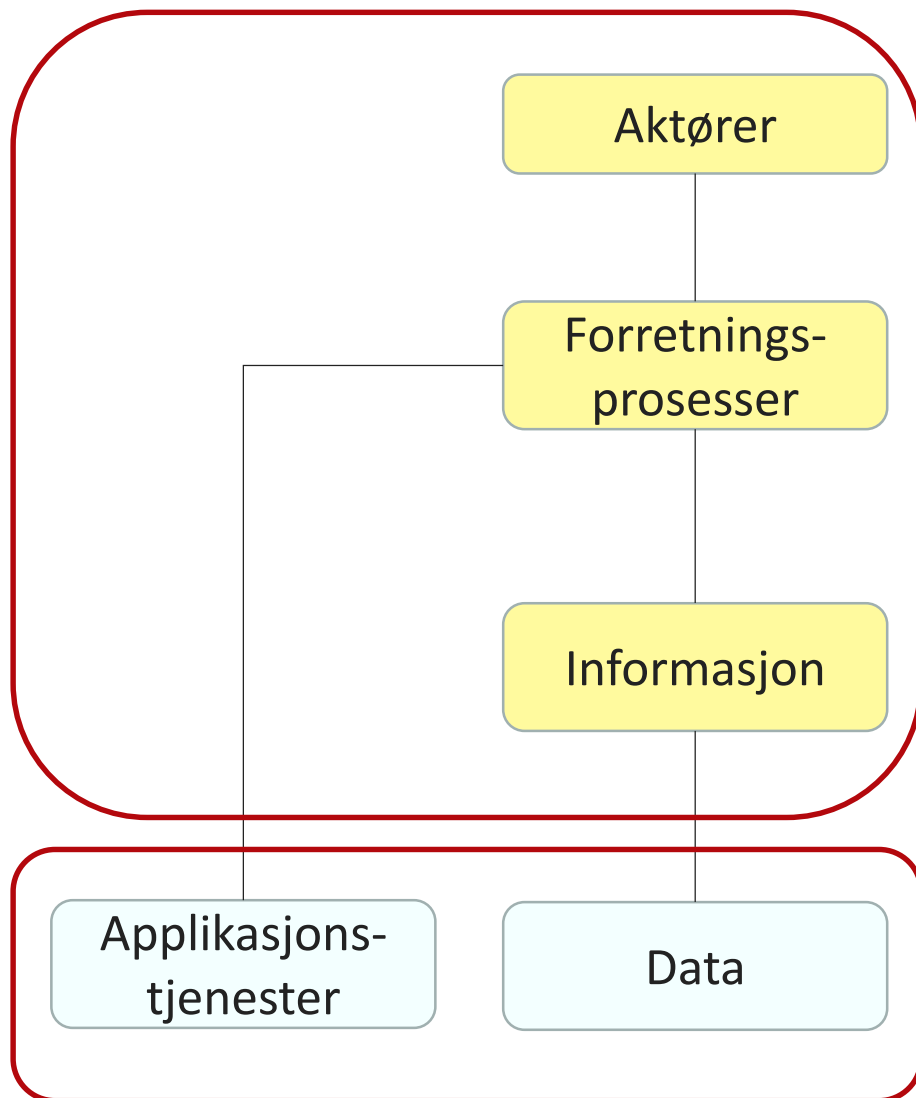 Aktører
Forretnings-
prosesser
Informasjon
Applikasjons-
tjenester
Data